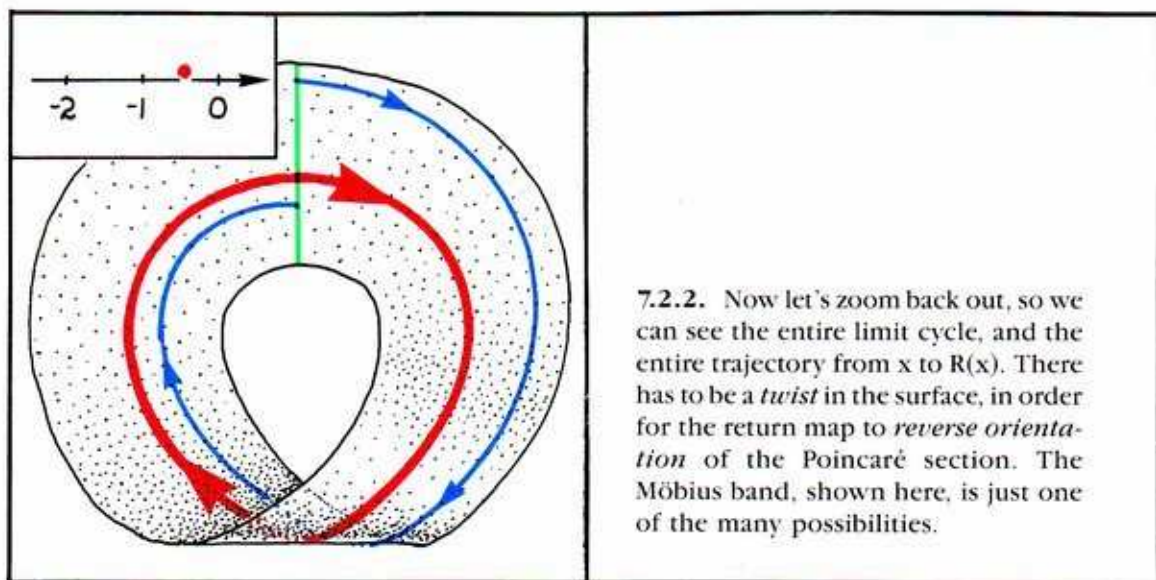 -2 -1 0
7.2.2. Now let's zoom back out, so we
can see the entire limit cycle, and the
entire trajectory from x to R(x). There
has to be a twist in the surface, in order
for the return map to reverse orienta-
tion of the Poincaré section. The
Möbius band, shown here, is just one
of the many possibilities.